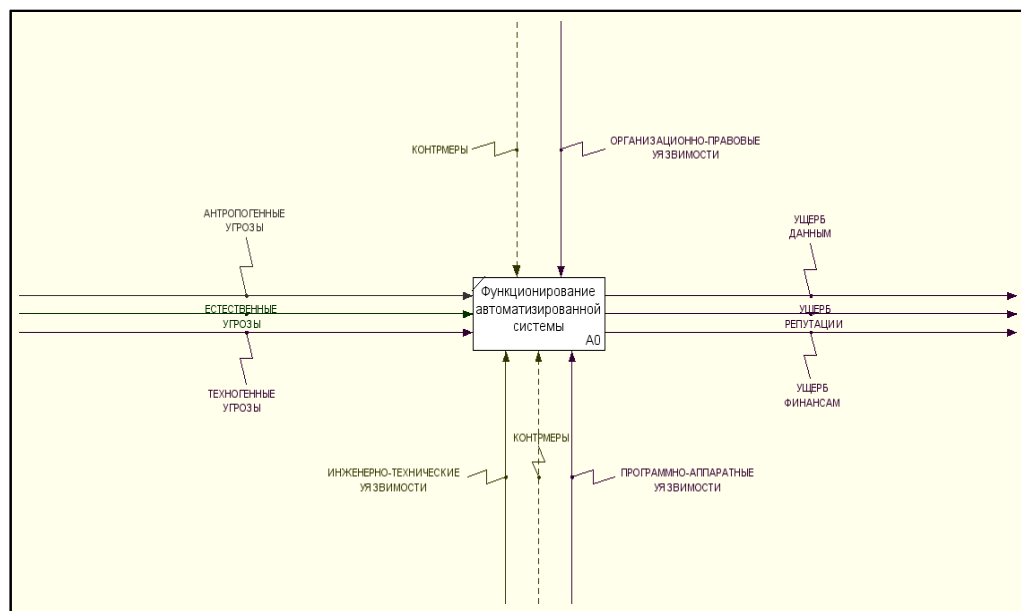 КОНТРМЕРЫ
ОРГАНИЗАЦИОННО-ПРАВОВЫЕ
УЯЗВИМОСТИ
АНТРОПОГЕННЫЕ
УГРОЗЫ
УЩЕРБ
ДАННЫМ
Функционирование
автоматизированной
системы
A0
ЕСТЕСТВЕННЫЕ
УГРОЗЫ
УЩЕРБ
РЕПУТАЦИИ
ТЕХНОГЕННЫЕ
УГРОЗЫ
УЩЕРБ
ФИНАНСАМ
КОНТРМЕРЫ
ИНЖЕНЕРНО-ТЕХНИЧЕСКИЕ
УЯЗВИМОСТИ
ПРОГРАММНО-АППАРАТНЫЕ
УЯЗВИМОСТИ